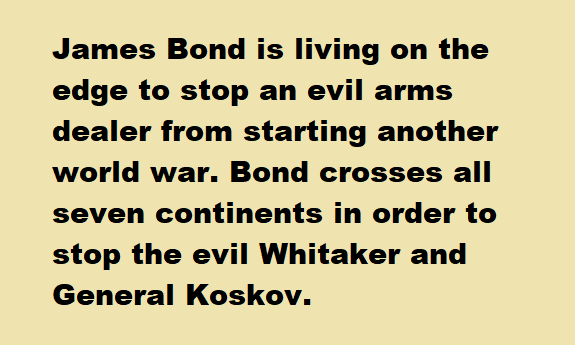 James Bond is living on the
edge to stop an evil arms
dealer from starting another
world war. Bond crosses all
seven continents in order to
stop the evil Whitaker and
General Koskov.